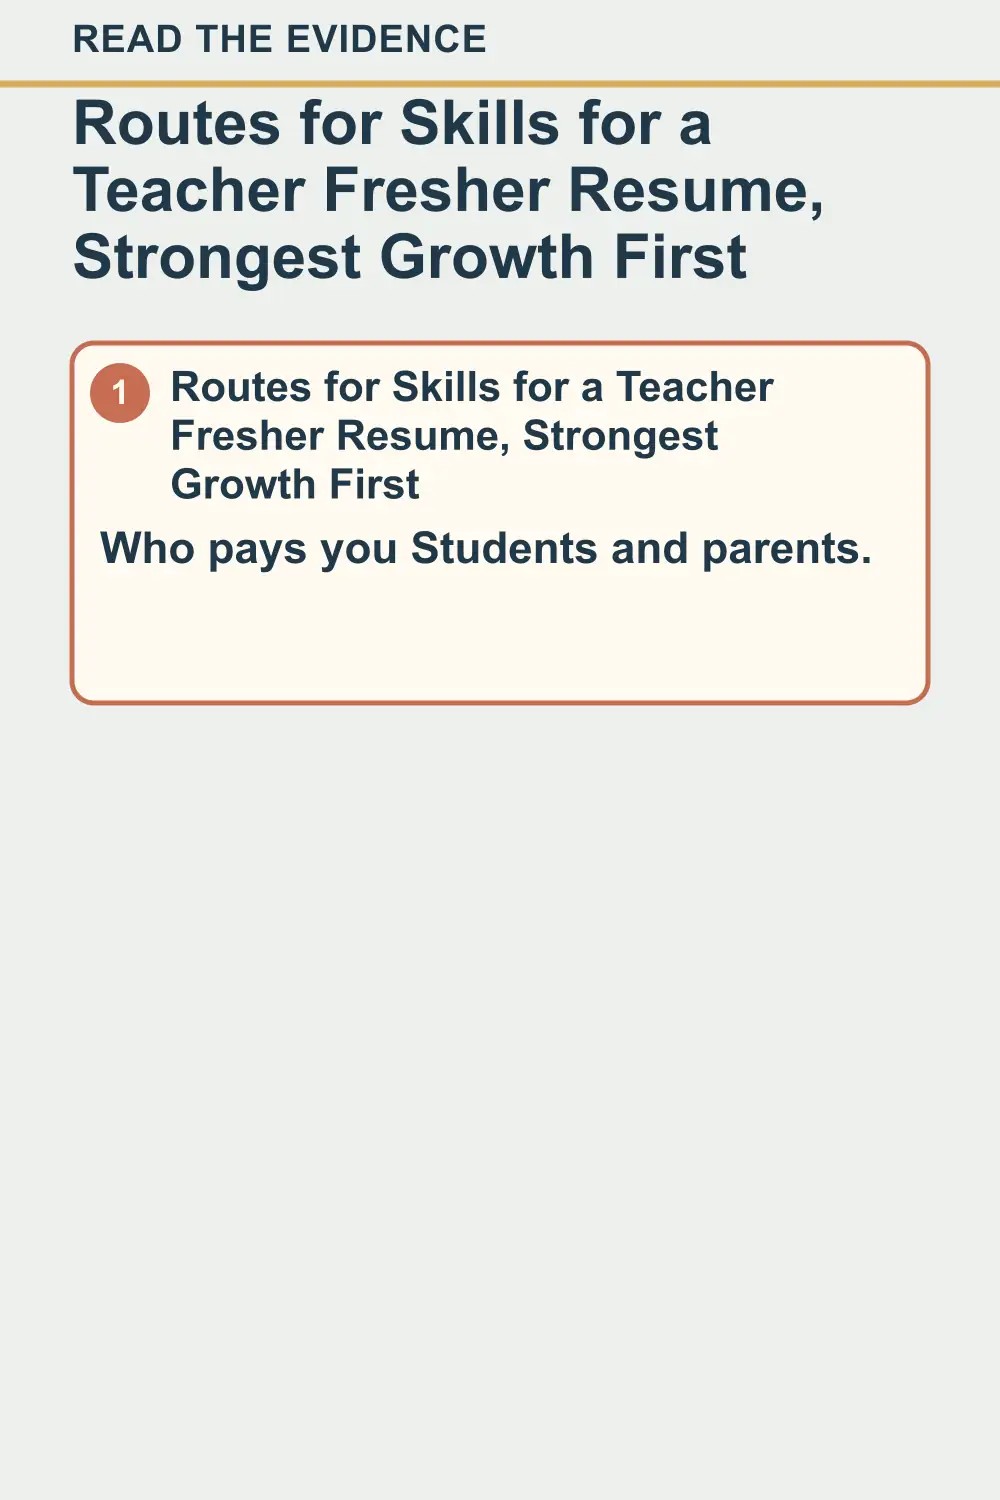 READ THE EVIDENCE
Routes for Skills for a
Teacher Fresher Resume,
Strongest Growth First
1
Routes for Skills for a Teacher
Fresher Resume, Strongest
Growth First
Who pays you Students and parents.